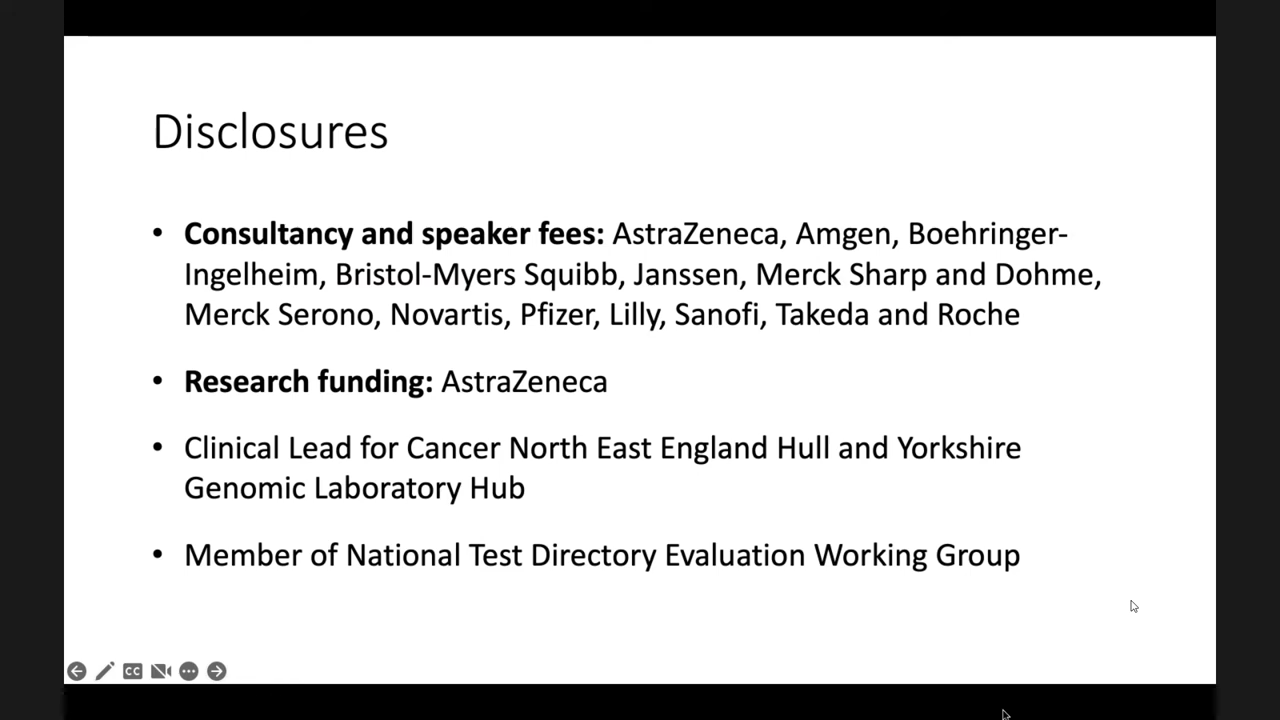 Disclosures
• Consultancy and speaker fees: AstraZeneca, Amgen, Boehringer-
Ingelheim, Bristol-Myers Squibb, Janssen, Merck Sharp and Dohme,
Merck Serono, Novartis, Pfizer, Lilly, Sanofi, Takeda and Roche
• Research funding: AstraZeneca
• Clinical Lead for Cancer North East England Hull and Yorkshire
Genomic Laboratory Hub
• Member of National Test Directory Evaluation Working Group
CC